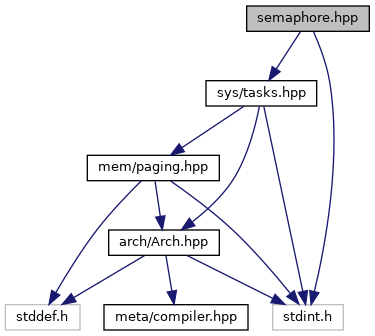 semaphore.hpp
sys/tasks.hpp
mem/paging.hpp
arch/Arch.hpp
stddef.h
meta/compiler.hpp
stdint.h